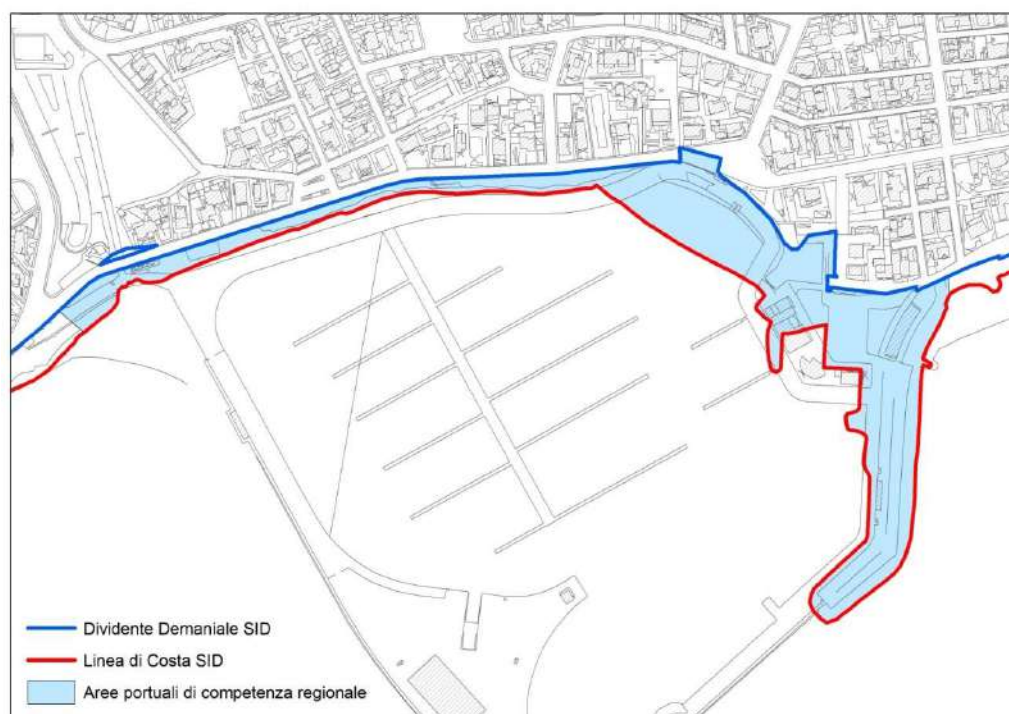 Dividente Demaniale SID
Linea di Costa SID
Aree portuali di competenza regionale